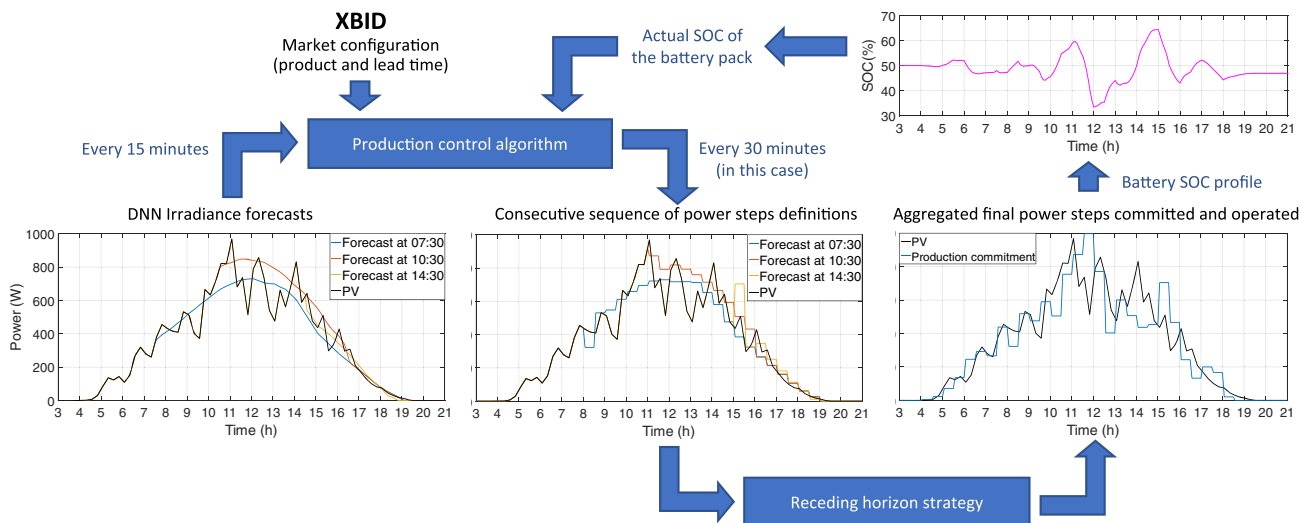 XBID
Market configuration
(product and lead time)
Actual SOC of
the battery pack
SOC(%)
70
60
50
40
30
3 4 5 6 7 8 9 10 11 12 13 14 15 16 17 18 19 20 21
Time (h)
Every 15 minutes
Production control algorithm
Every 30 minutes
(in this case)
Battery SOC profile
DNN Irradiance forecasts
Power (W)
1000
800
600
400
200
0
Forecast at 07:30
Forecast at 10:30
Forecast at 14:30
PV
3 4 5 6 7 8 9 10 11 12 13 14 15 16 17 18 19 20 21
Time (h)
Consecutive sequence of power steps definitions
Forecast at 07:30
Forecast at 10:30
Forecast at 14:30
PV
3 4 5 6 7 8 9 10 11 12 13 14 15 16 17 18 19 20 21
Time (h)
Aggregated final power steps committed and operated
PV
Production commitment
3 4 5 6 7 8 9 10 11 12 13 14 15 16 17 18 19 20 21
Time (h)
Receding horizon strategy